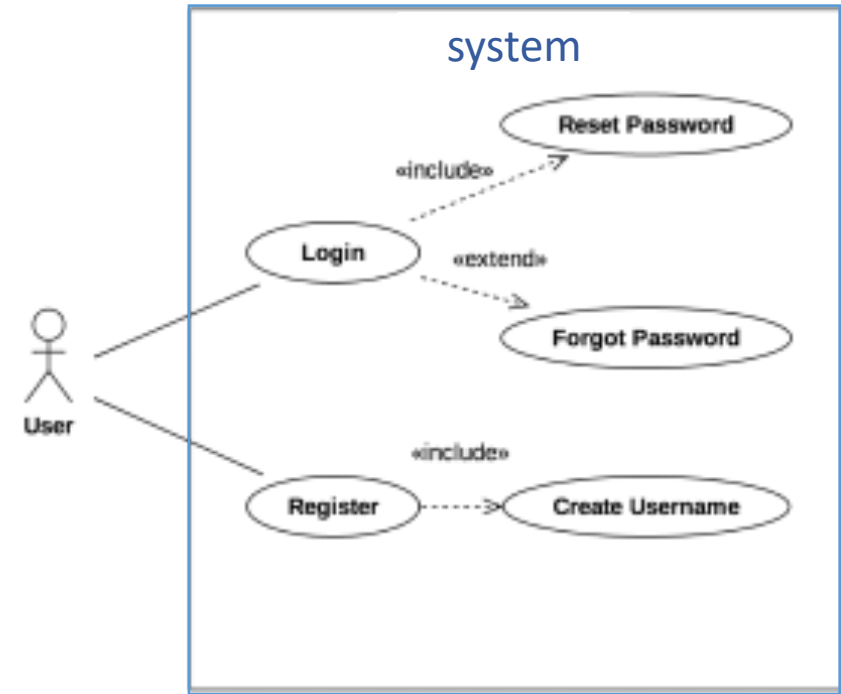 system
Reset Password
«include»
Login
«extend»
Forgot Password
User
«include»
Register
Create Username